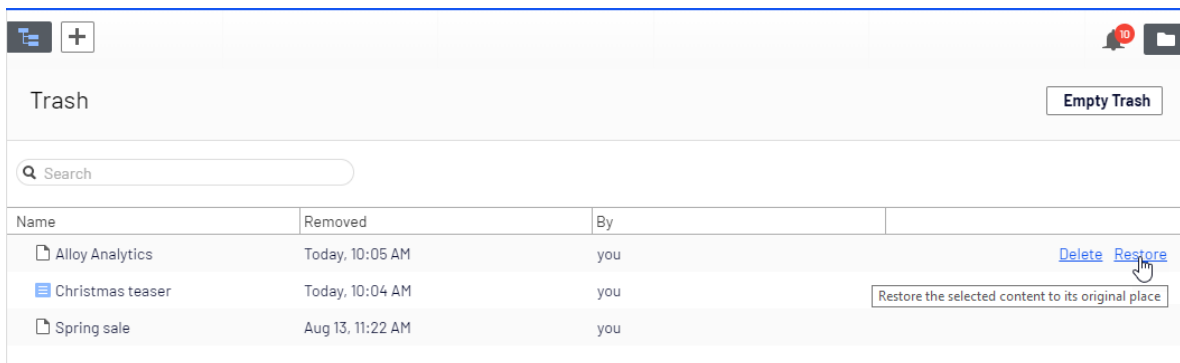 10
Trash
Empty Trash
Search
Name Removed By
Alloy Analytics Today, 10:05 AM you Delete Restore
Christmas teaser Today, 10:04 AM you
Restore the selected content to its original place
Spring sale Aug 13, 11:22 AM you